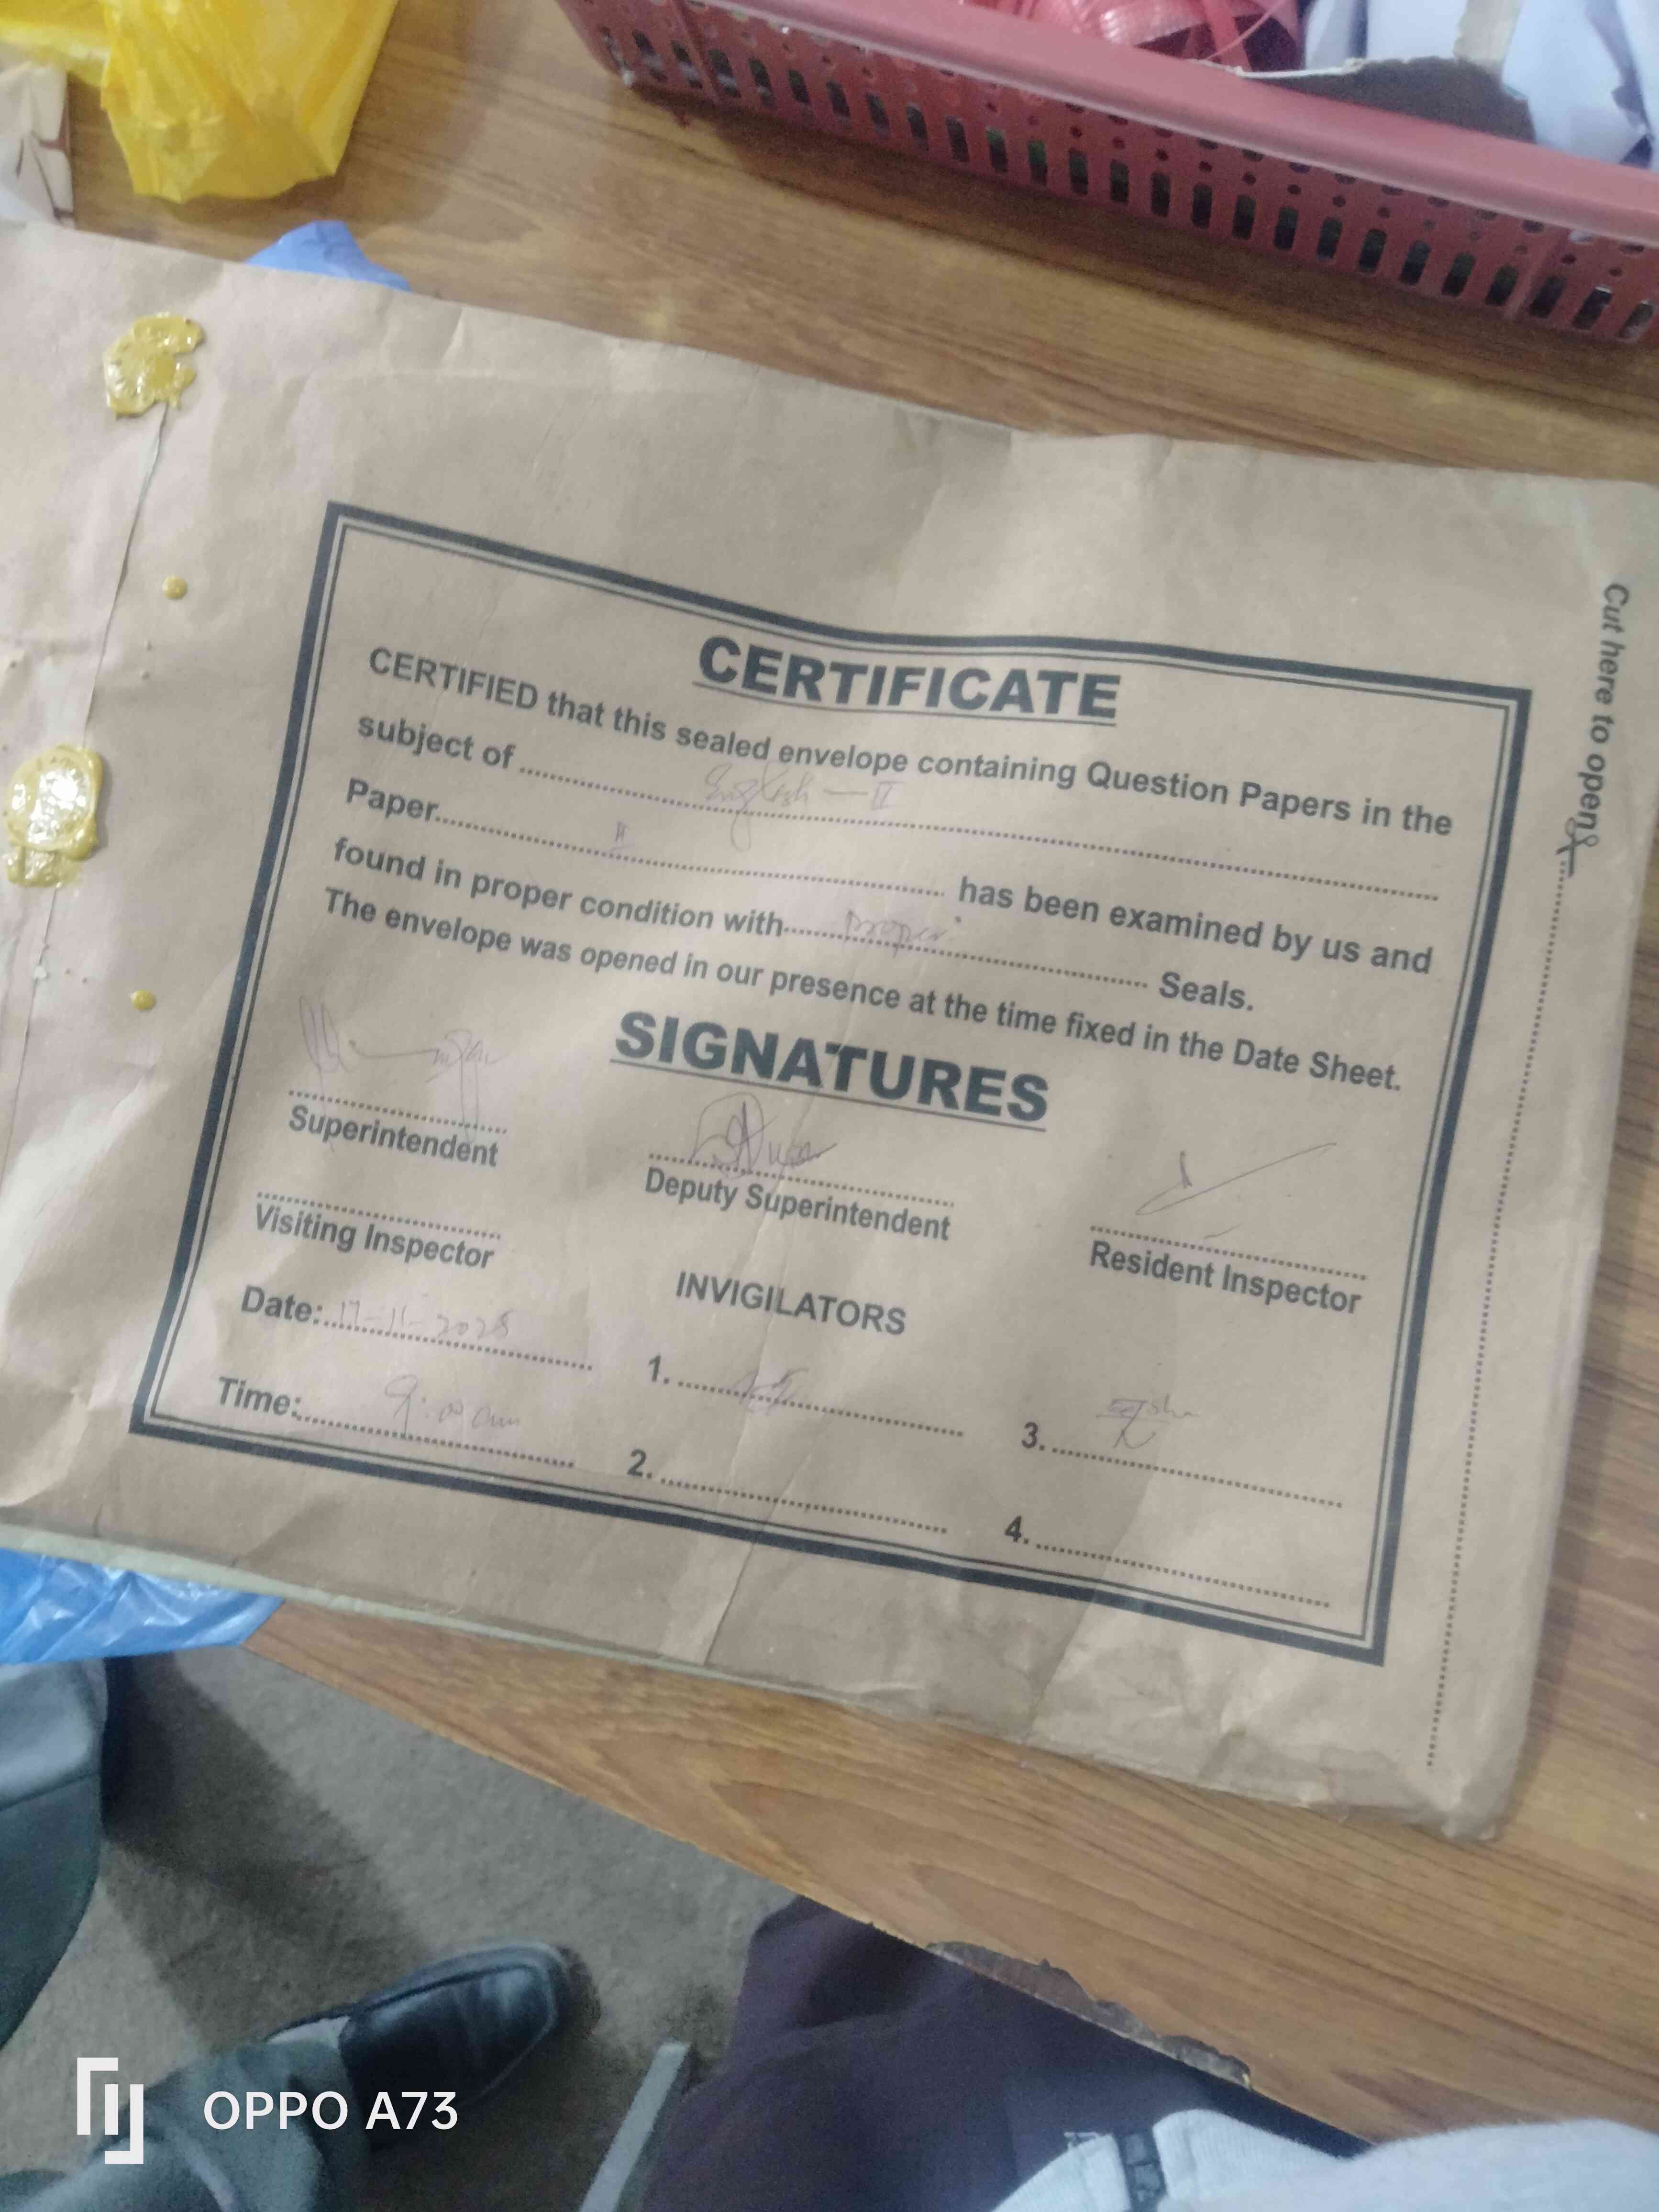 Cut here to open
CERTIFICATE
CERTIFIED that this sealed envelope containing Question Papers in the
subject of English — II
Paper II has been examined by us and
found in proper condition with proper Seals.
The envelope was opened in our presence at the time fixed in the Date Sheet.
SIGNATURES
Superintendent
Deputy Superintendent
Resident Inspector
Visiting Inspector
INVIGILATORS
Date: 17-11-2025
Time: 9:00 am
1.
2.
3.
4.
OPPO A73